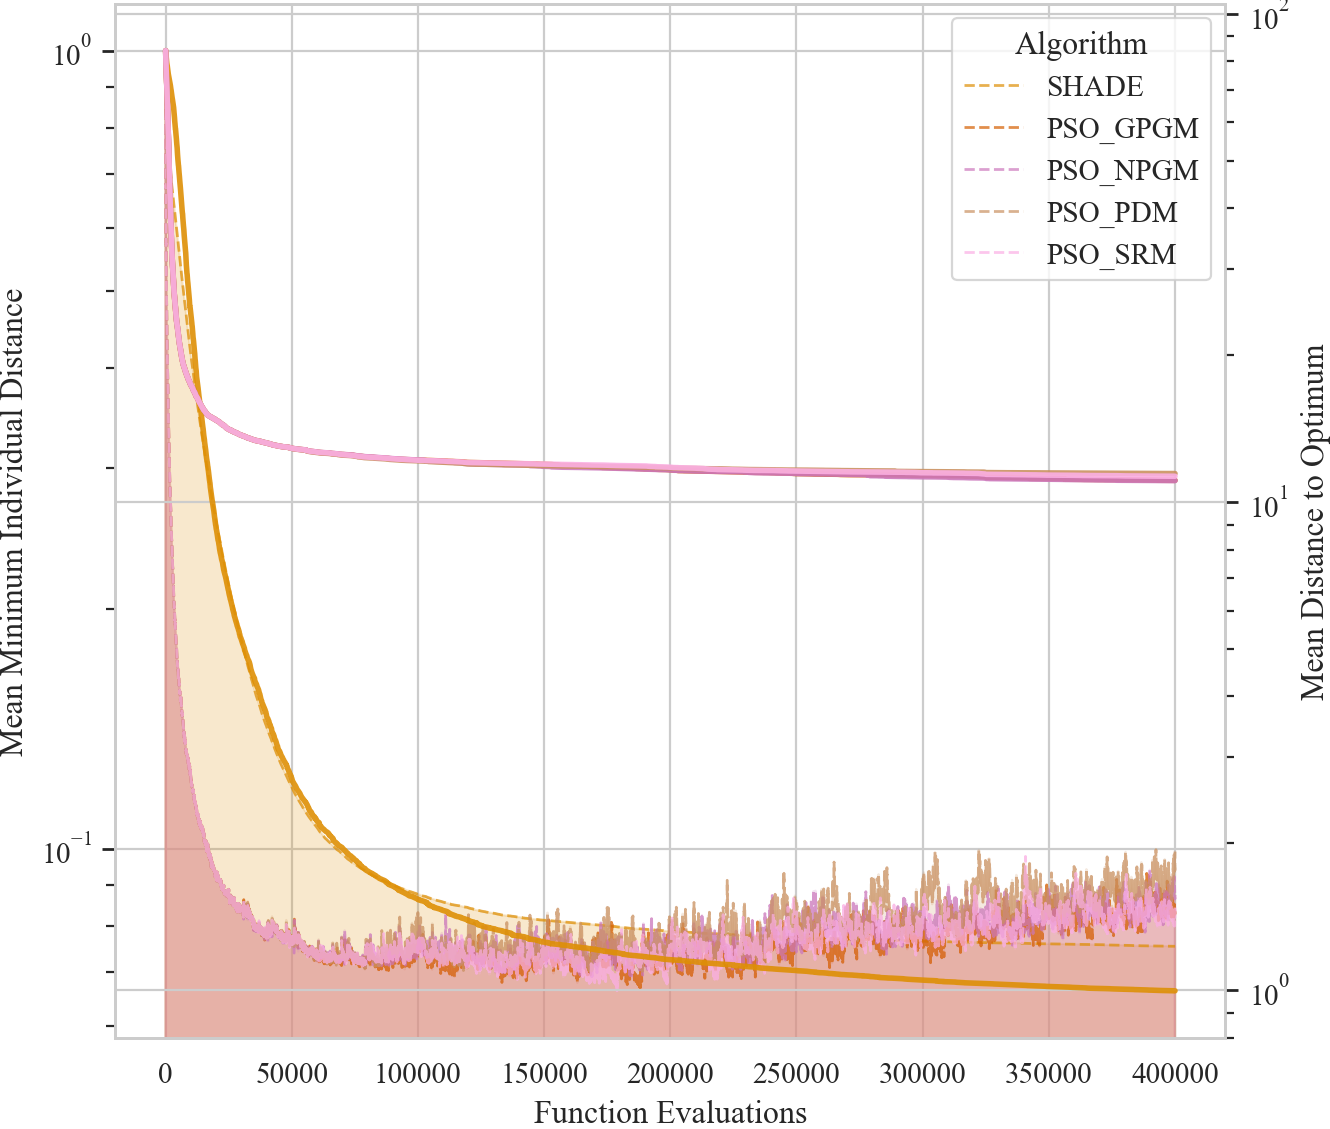 Mean Minimum Individual Distance
10^0
10^−1
Algorithm
SHADE
PSO_GPGM
PSO_NPGM
PSO_PDM
PSO_SRM
10^2
10^1
10^0
Mean Distance to Optimum
0 50000 100000 150000 200000 250000 300000 350000 400000
Function Evaluations